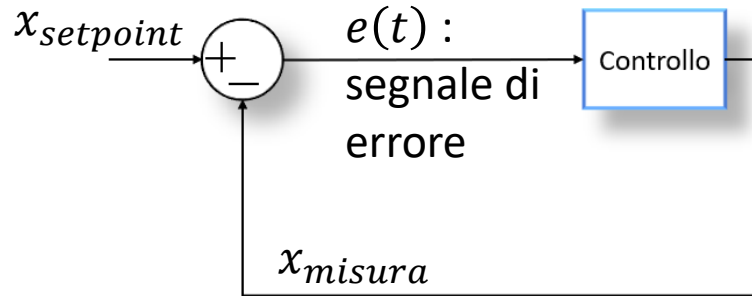 x_setpoint
+
−
e(t) :
segnale di
errore
Controllo
x_misura